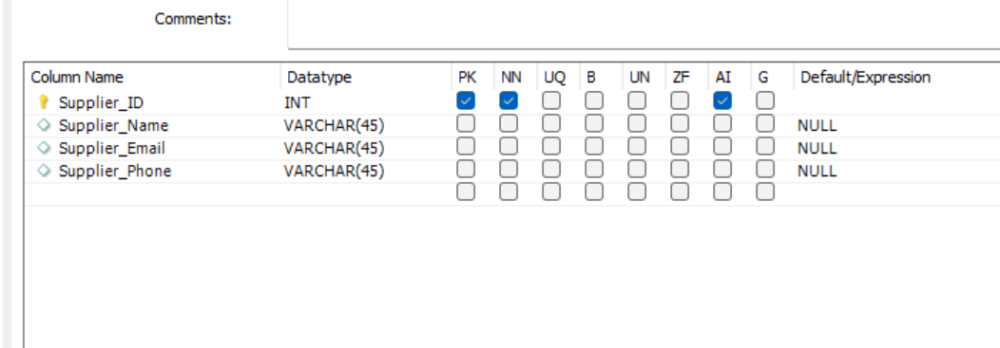 Comments:
Column Name Datatype PK NN UQ B UN ZF AI G Default/Expression
Supplier_ID INT
Supplier_Name VARCHAR(45) NULL
Supplier_Email VARCHAR(45) NULL
Supplier_Phone VARCHAR(45) NULL